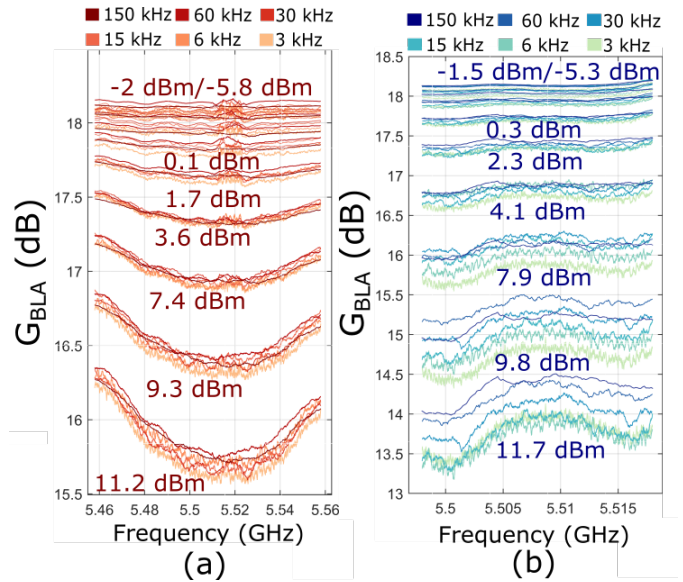 150 kHz 60 kHz 30 kHz
15 kHz 6 kHz 3 kHz
-2 dBm/-5.8 dBm
0.1 dBm
1.7 dBm
3.6 dBm
7.4 dBm
9.3 dBm
11.2 dBm
18
17.5
17
16.5
16
15.5
G_BLA (dB)
5.46 5.48 5.5 5.52 5.54 5.56
Frequency (GHz)
(a)
150 kHz 60 kHz 30 kHz
15 kHz 6 kHz 3 kHz
-1.5 dBm/-5.3 dBm
0.3 dBm
2.3 dBm
4.1 dBm
7.9 dBm
9.8 dBm
11.7 dBm
18.5
18
17.5
17
16.5
16
15.5
15
14.5
14
13.5
13
G_BLA (dB)
5.5 5.505 5.51 5.515
Frequency (GHz)
(b)